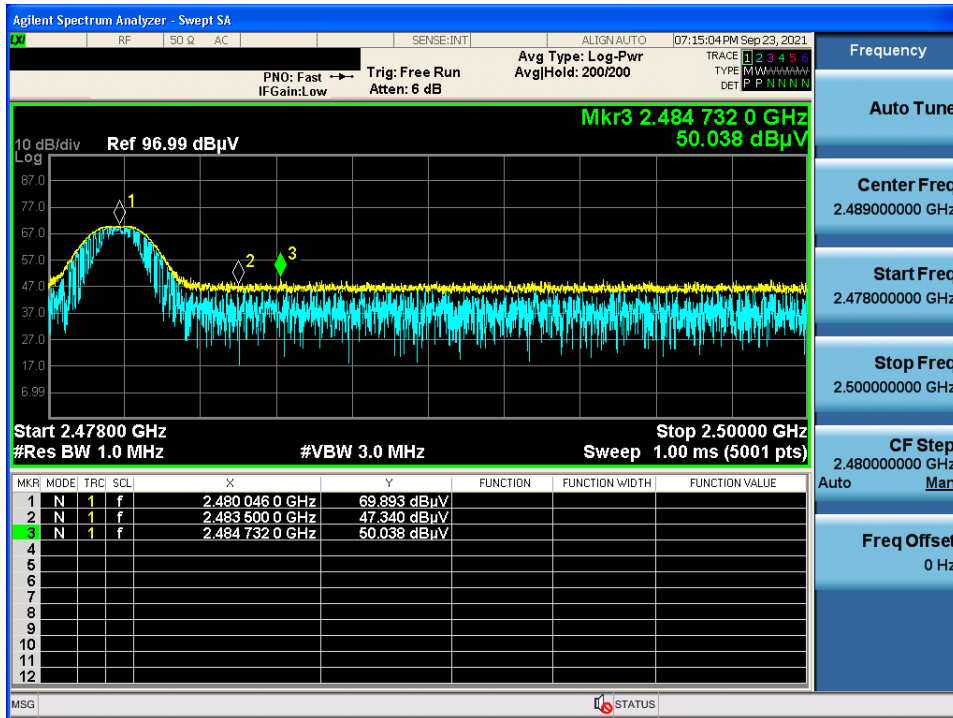 Agilent Spectrum Analyzer - Swept SA
LXI RF 50 Ω AC SENSE:INT ALIGN AUTO 07:15:04 PM Sep 23, 2021
PNO: Fast Trig: Free Run Avg Type: Log-Pwr TRACE 1 2 3 4 5 6
IFGain:Low Atten: 6 dB Avg|Hold: 200/200 TYPE M
DET P P N N N N
Mkr3 2.484 732 0 GHz
50.038 dBµV
10 dB/div Ref 96.99 dBµV
Log
87.0
77.0
67.0
57.0
47.0
37.0
27.0
17.0
6.99
1
2
3
Start 2.47800 GHz Stop 2.50000 GHz
#Res BW 1.0 MHz #VBW 3.0 MHz Sweep 1.00 ms (5001 pts)
MKR MODE TRC SCL X Y FUNCTION FUNCTION WIDTH FUNCTION VALUE
1 N 1 f 2.480 046 0 GHz 69.893 dBµV
2 N 1 f 2.483 500 0 GHz 47.340 dBµV
3 N 1 f 2.484 732 0 GHz 50.038 dBµV
4
5
6
7
8
9
10
11
12
MSG STATUS
Frequency
Auto Tune
Center Freq
2.489000000 GHz
Start Freq
2.478000000 GHz
Stop Freq
2.500000000 GHz
CF Step
2.480000000 GHz
Auto Man
Freq Offset
0 Hz